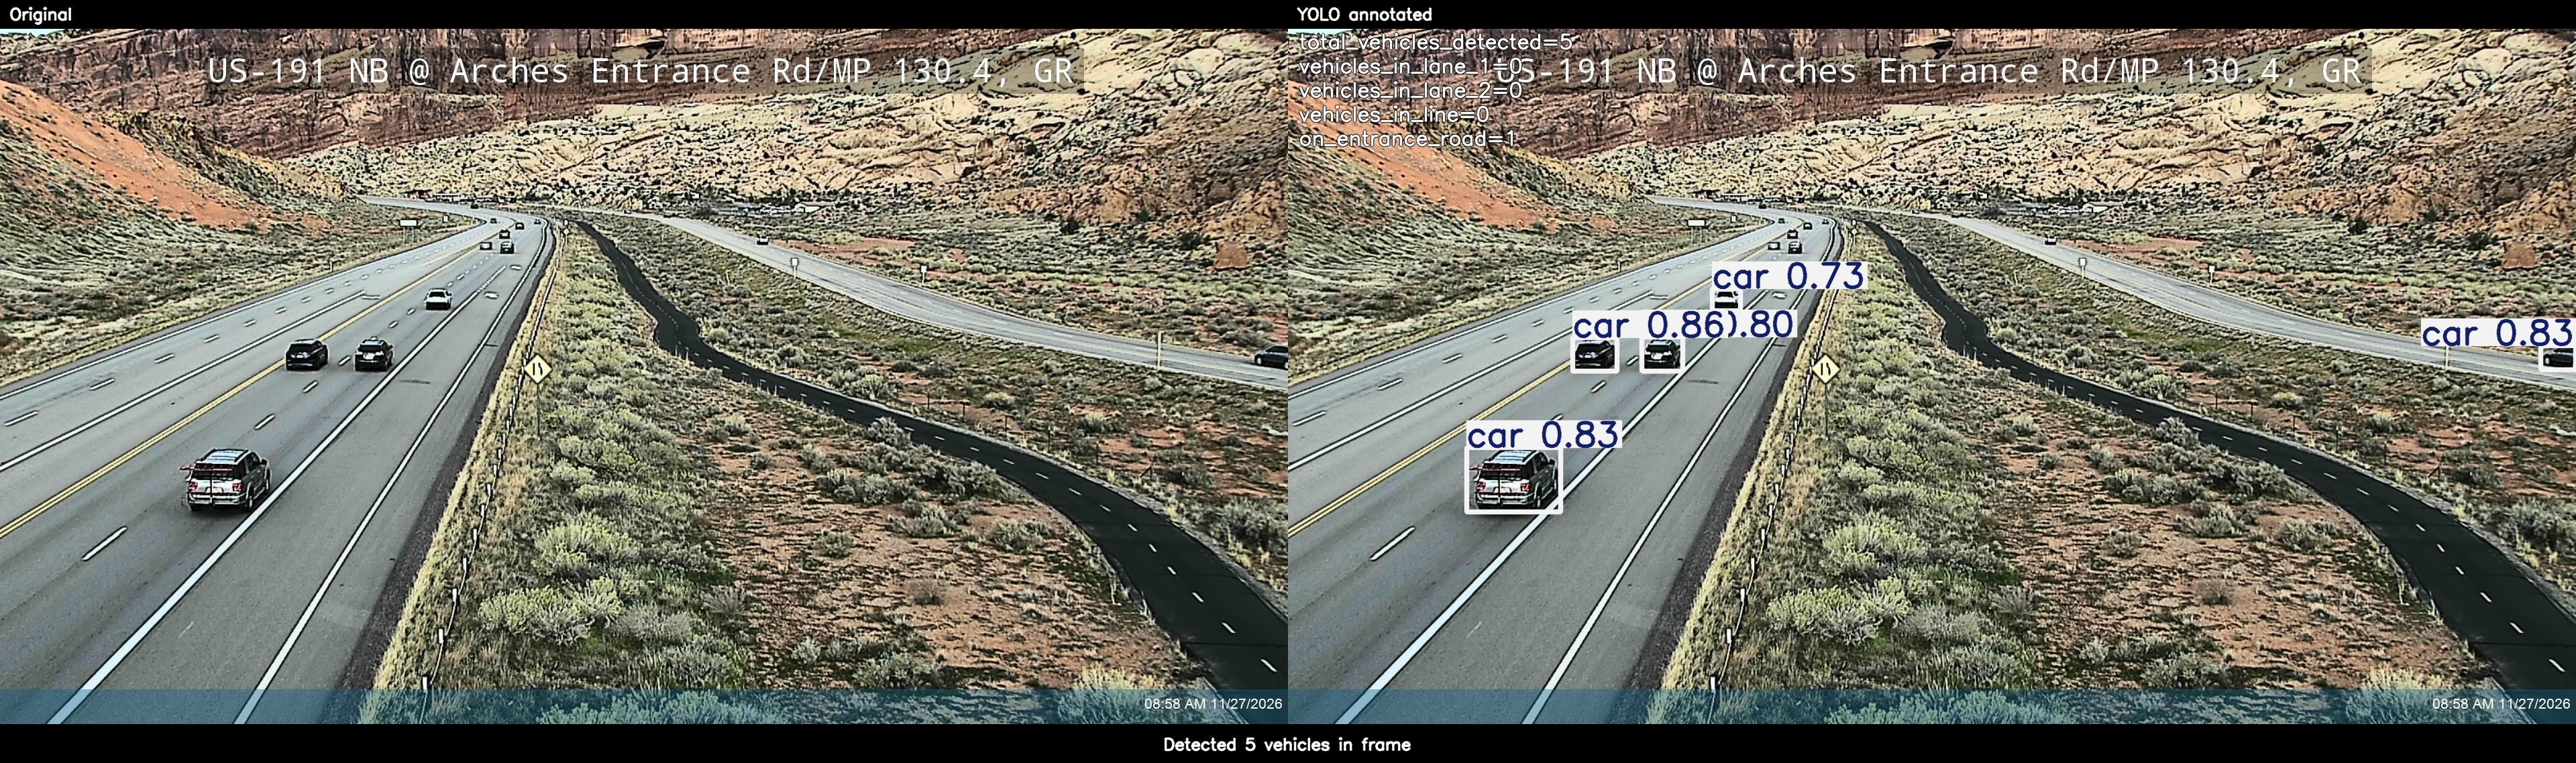 Original
US-191 NB @ Arches Entrance Rd/MP 130.4, GR
08:58 AM 11/27/2026
YOLO annotated
total_vehicles_detected=5
vehicles_in_lane_1=0
US-191 NB @ Arches Entrance Rd/MP 130.4, GR
vehicles_in_lane_2=0
vehicles_in_line=0
on_entrance_road=1
car 0.73
car 0.86).80
car 0.83
car 0.83
08:58 AM 11/27/2026
Detected 5 vehicles in frame